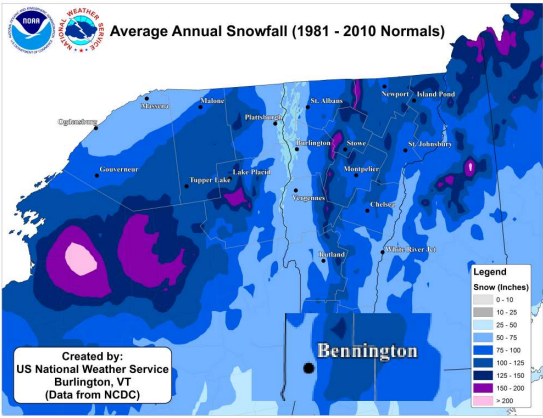 NOAA
NATIONAL WEATHER SERVICE
Average Annual Snowfall (1981 - 2010 Normals)
Massena
Malone
Ogdensburg
Plattsburgh
St. Albans
Newport
Island Pond
Gouverneur
Tupper Lake
Lake Placid
Burlington
Stowe
St. Johnsbury
Montpelier
Vergennes
Chelsea
Rutland
White River Jct
Bennington
Legend
Snow (Inches)
0 - 10
10 - 25
25 - 50
50 - 75
75 - 100
100 - 125
125 - 150
150 - 200
> 200
Created by:
US National Weather Service
Burlington, VT
(Data from NCDC)